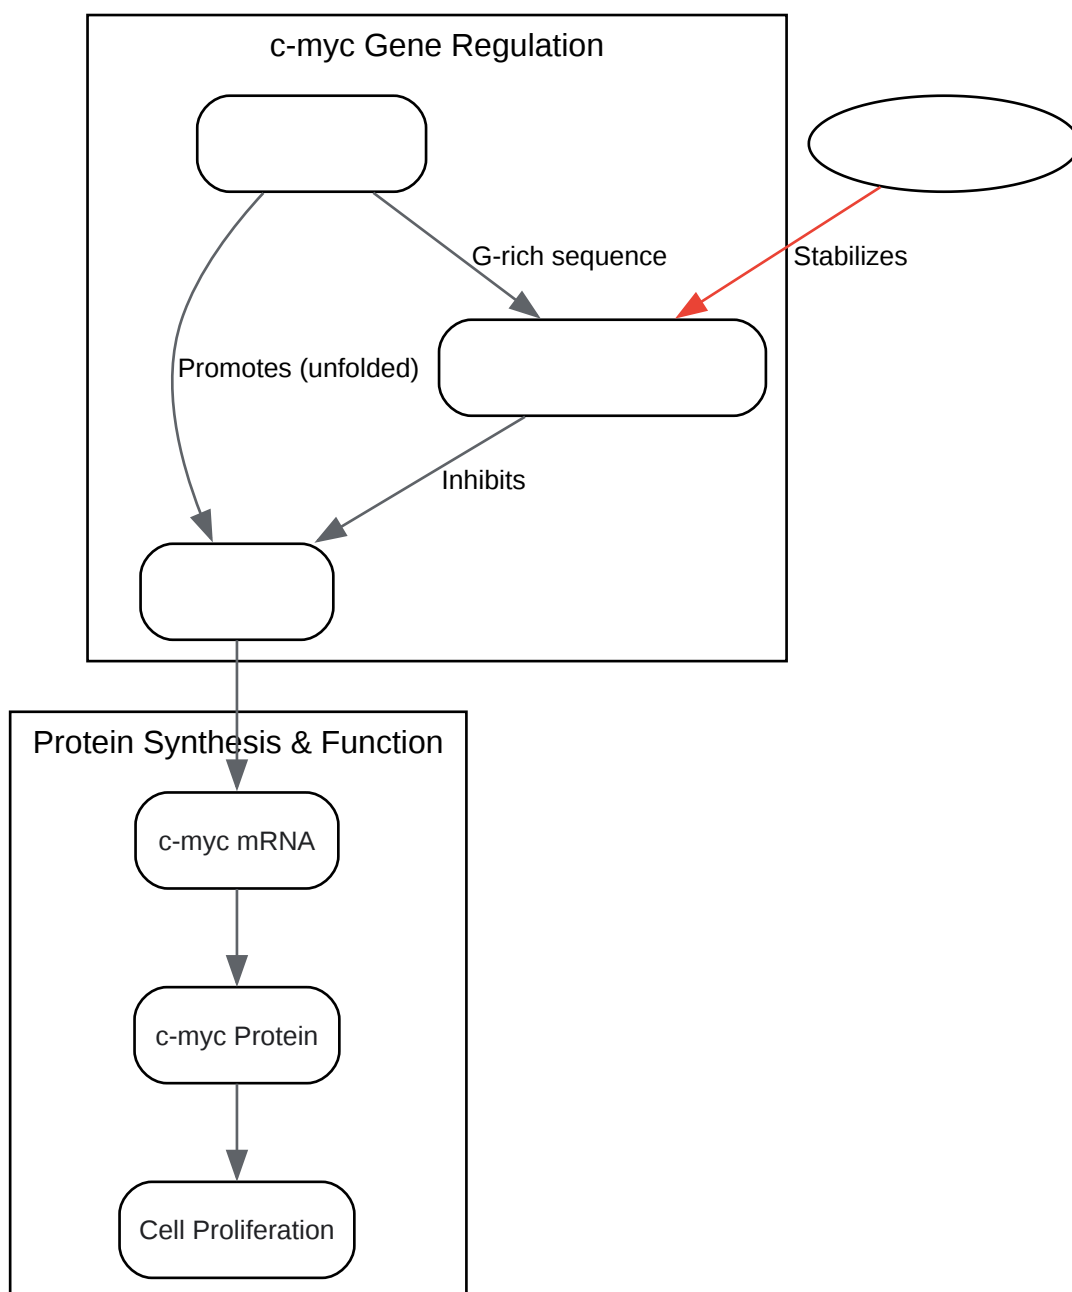 c-myc Gene Regulation
G-rich sequence
Stabilizes
Promotes (unfolded)
Inhibits
Protein Synthesis & Function
c-myc mRNA
c-myc Protein
Cell Proliferation